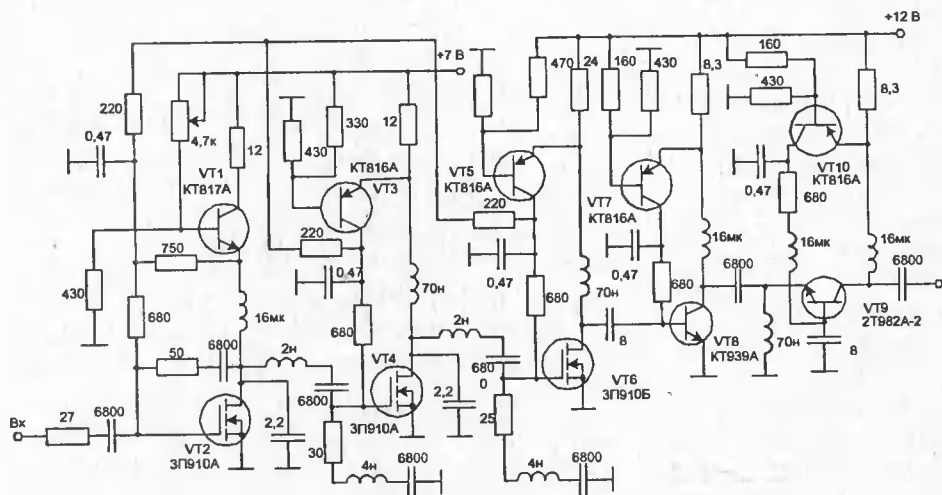 +12 В
160
+7 В
220
4,7к
12
430
330
12
470
24
160
430
8,3
430
8,3
0,47
VT1
КТ817А
КТ816А
VT3
VT5
КТ816А
VT7
КТ816А
VT10
КТ816А
0,47
680
220
220
750
0,47
0,47
0,47
430
680
16мк
680
70н
680
70н
680
16мк
6800
16мк
6800
50
6800
2н
6800
VT4
3П910А
2н
680
0
8
VT8
КТ939А
70н
VT9
2Т982А-2
8
Вх
27
6800
VT2
3П910А
2,2
30
4н
6800
2,2
25
4н
6800
VT6
3П910Б